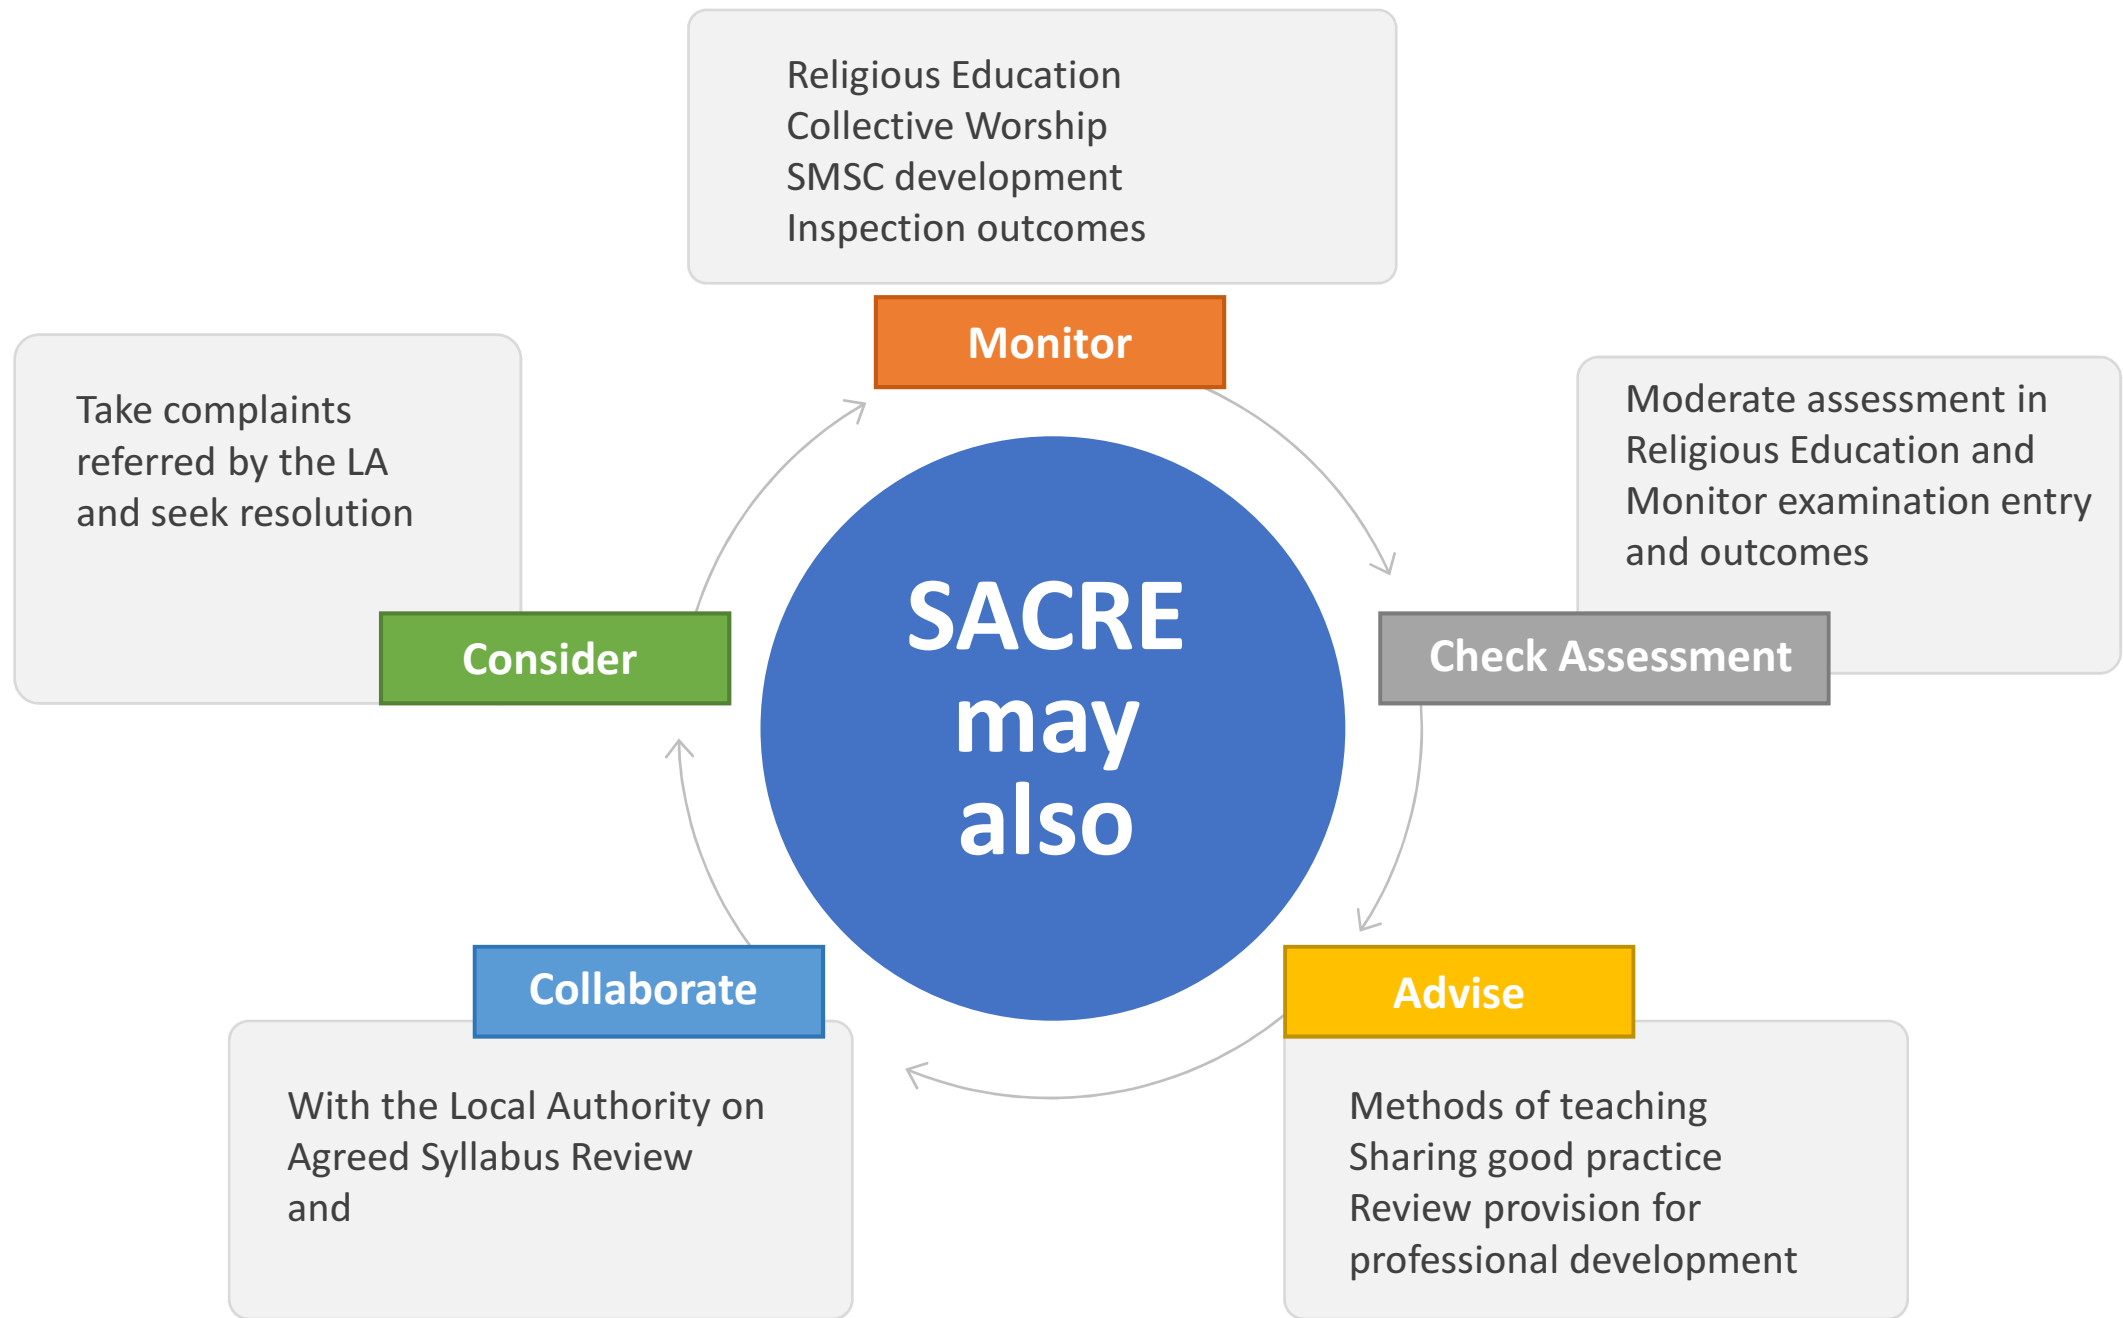 Religious Education
Collective Worship
SMSC development
Inspection outcomes
Monitor
Moderate assessment in
Religious Education and
Monitor examination entry
and outcomes
Check Assessment
Advise
Methods of teaching
Sharing good practice
Review provision for
professional development
Collaborate
With the Local Authority on
Agreed Syllabus Review
and
Take complaints
referred by the LA
and seek resolution
Consider
SACRE
may
also